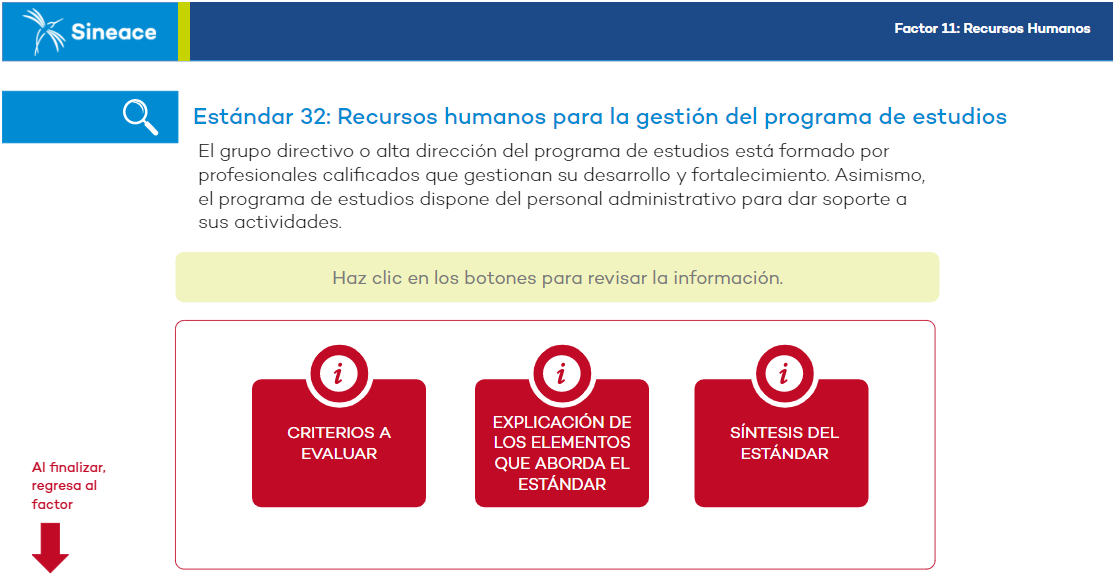 Sineace
Factor 11: Recursos Humanos
Estándar 32: Recursos humanos para la gestión del programa de estudios
El grupo directivo o alta dirección del programa de estudios está formado por
profesionales calificados que gestionan su desarrollo y fortalecimiento. Asimismo,
el programa de estudios dispone del personal administrativo para dar soporte a
sus actividades.
Haz clic en los botones para revisar la información.
i
CRITERIOS A
EVALUAR
i
EXPLICACIÓN DE
LOS ELEMENTOS
QUE ABORDA EL
ESTÁNDAR
i
SÍNTESIS DEL
ESTÁNDAR
Al finalizar,
regresa al
factor